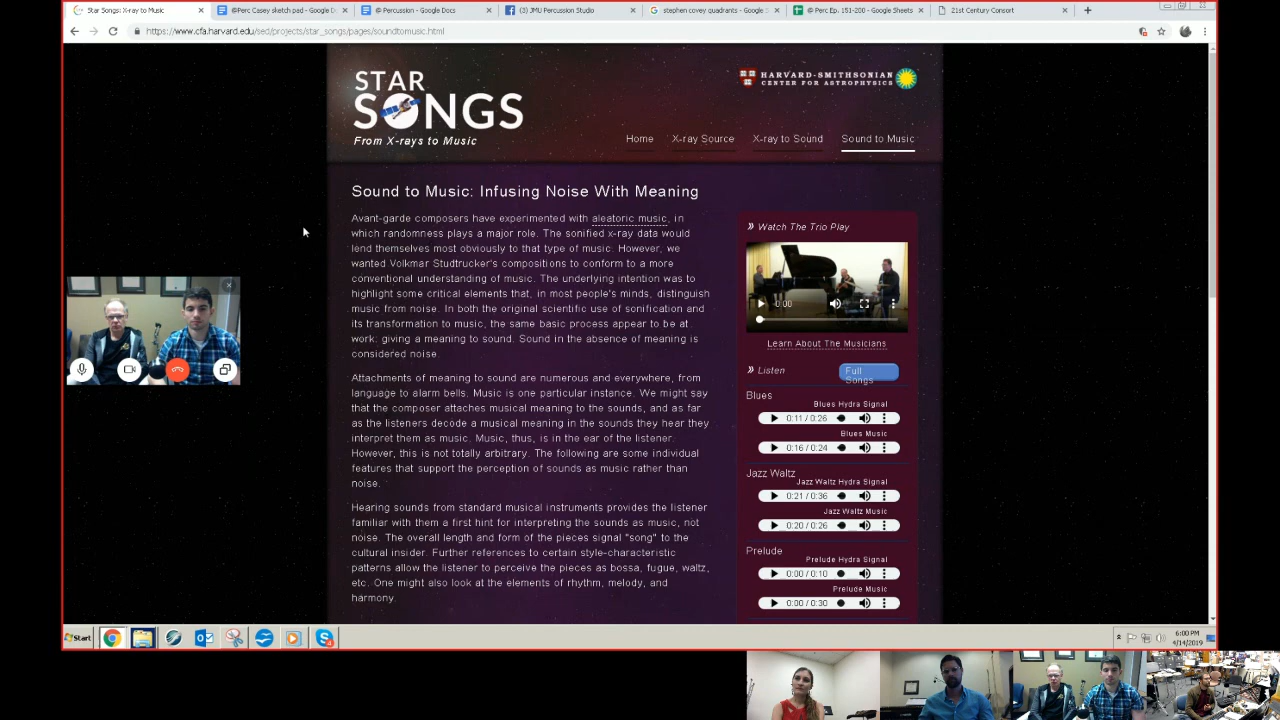 Star Songs: X-ray to Music
@Perc Casey sketch pad - Google D
@ Percussion - Google Docs
(3) JMU Percussion Studio
stephen covey quadrants - Google S
@ Perc Ep. 151-200 - Google Sheets
21st Century Consort
https://www.cfa.harvard.edu/sed/projects/star_songs/pages/soundtomusic.html
STAR
SONGS
From X-rays to Music
HARVARD-SMITHSONIAN
CENTER FOR ASTROPHYSICS
Home
X-ray Source
X-ray to Sound
Sound to Music
Sound to Music: Infusing Noise With Meaning
Avant-garde composers have experimented with aleatoric music, in
which randomness plays a major role. The sonified x-ray data would
lend themselves most obviously to that type of music. However, we
wanted Volkmar Studtrucker's compositions to conform to a more
conventional understanding of music. The underlying intention was to
highlight some critical elements that, in most people's minds, distinguish
music from noise. In both the original scientific use of sonification and
its transformation to music, the same basic process appear to be at
work: giving a meaning to sound. Sound in the absence of meaning is
considered noise.
Attachments of meaning to sound are numerous and everywhere, from
language to alarm bells. Music is one particular instance. We might say
that the composer attaches musical meaning to the sounds, and as far
as the listeners decode a musical meaning in the sounds they hear they
interpret them as music. Music, thus, is in the ear of the listener.
However, this is not totally arbitrary. The following are some individual
features that support the perception of sounds as music rather than
noise.
Hearing sounds from standard musical instruments provides the listener
familiar with them a first hint for interpreting the sounds as music, not
noise. The overall length and form of the pieces signal "song" to the
cultural insider. Further references to certain style-characteristic
patterns allow the listener to perceive the pieces as bossa, fugue, waltz,
etc. One might also look at the elements of rhythm, melody, and
harmony.
» Watch The Trio Play
0:00
Learn About The Musicians
» Listen
Full
Songs
Blues
Blues Hydra Signal
0:11 / 0:26
Blues Music
0:16 / 0:24
Jazz Waltz
Jazz Waltz Hydra Signal
0:21 / 0:36
Jazz Waltz Music
0:20 / 0:26
Prelude
Prelude Hydra Signal
0:00 / 0:10
Prelude Music
0:00 / 0:30
Start
6:00 PM
4/14/2019